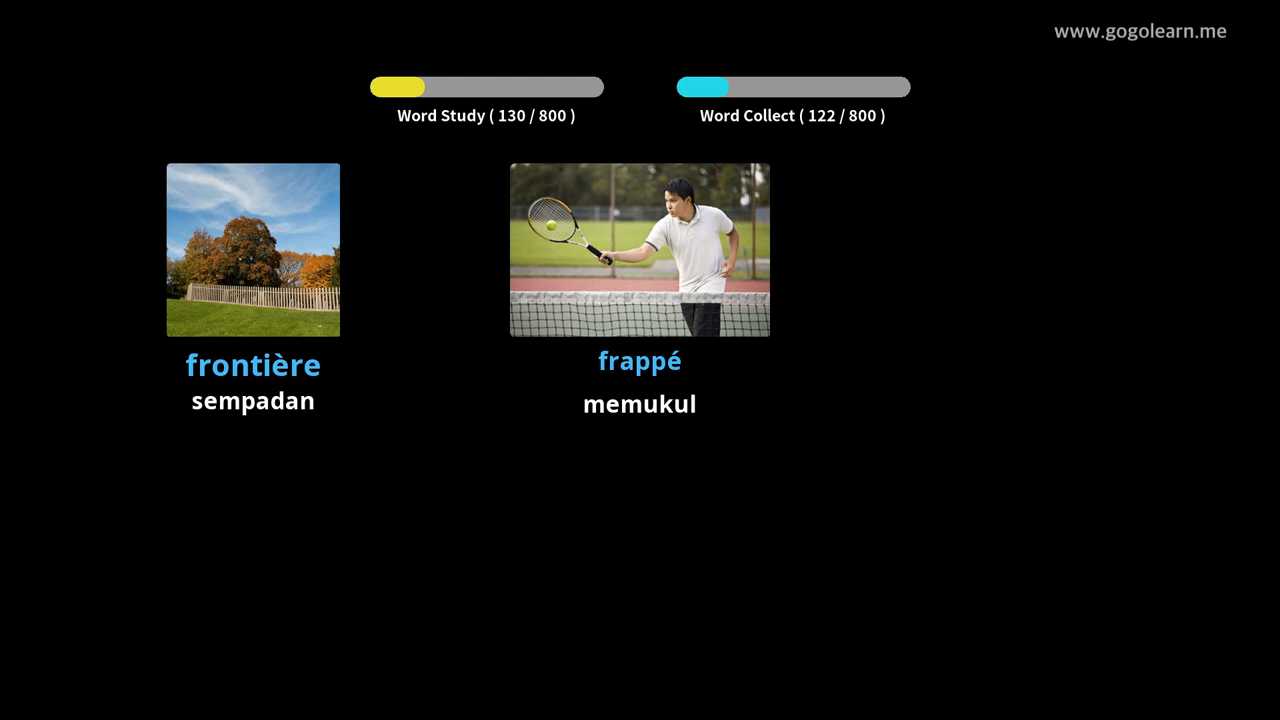 www.gogolearn.me
Word Study ( 130 / 800 )
Word Collect ( 122 / 800 )
frontière
sempadan
frappé
memukul